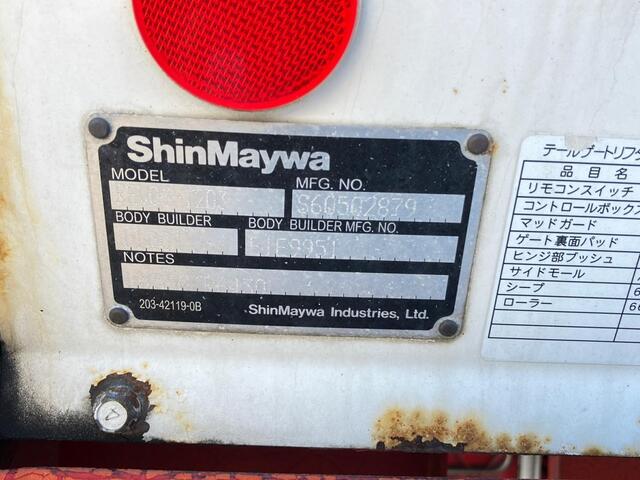 ShinMaywa
MODEL
MFG. NO.
S60502879
BODY BUILDER
BODY BUILDER MFG. NO.
NOTES
203-42119-0B
ShinMaywa Industries, Ltd.
テールゲートリフタ
品目名
リモコンスイッチ
コントロールボックス
マッドガード
ゲート裏面パッド
ヒンジ部ブッシュ
サイドモール
シーブ
ローラー